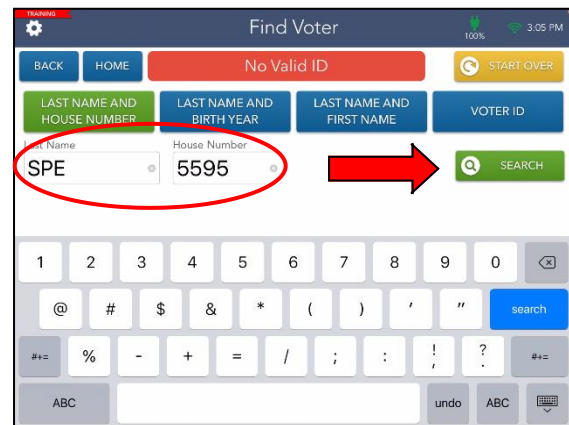 TRAINING
Find Voter
100%
3:05 PM
BACK
HOME
No Valid ID
START OVER
LAST NAME AND
HOUSE NUMBER
LAST NAME AND
BIRTH YEAR
LAST NAME AND
FIRST NAME
VOTER ID
Last Name
House Number
SPE
5595
SEARCH
1 2 3 4 5 6 7 8 9 0
@ # $ & * ( ) ' " search
#+= % - + = / ; : ! , ? . #+=
ABC undo ABC